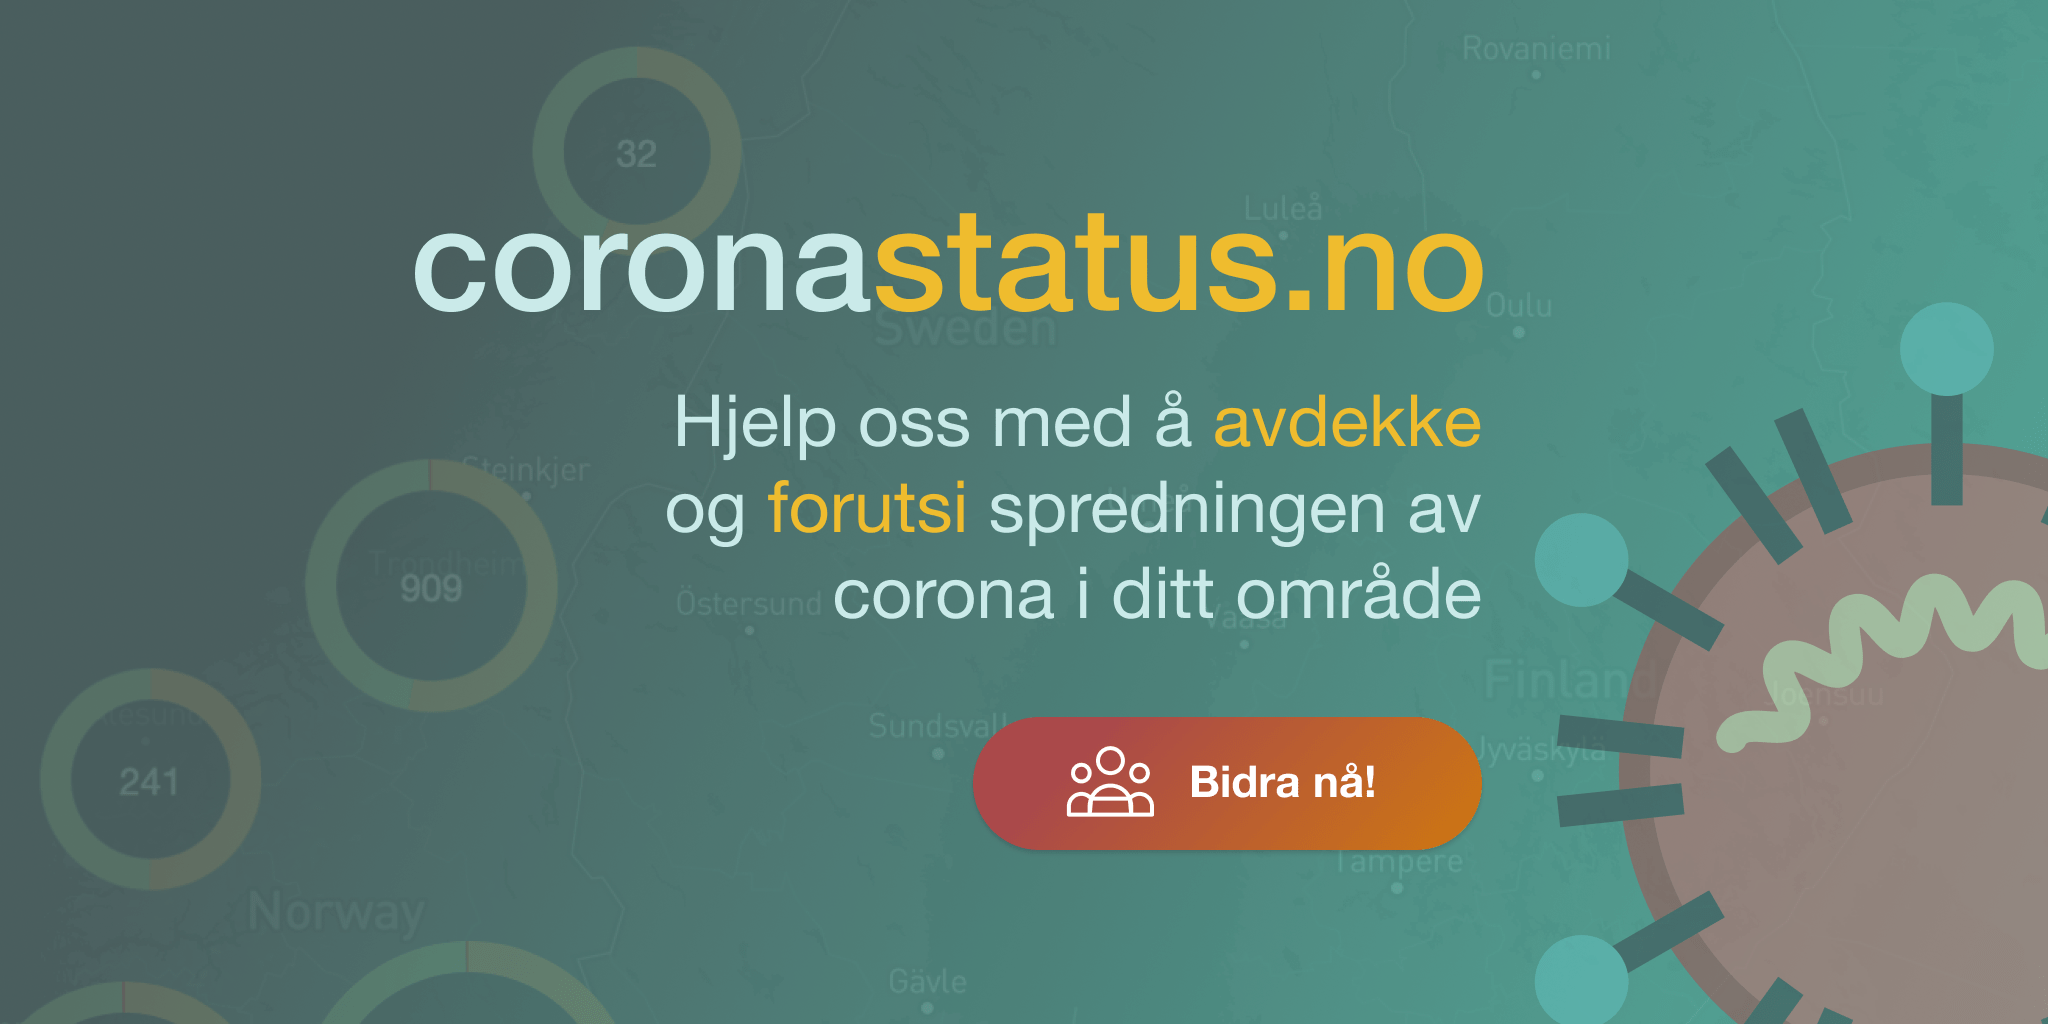 Rovaniemi
32
Luleå
coronastatus.no
Oulu
Sweden
Hjelp oss med å avdekke
Steinkjer
og forutsi spredningen av
Trondheim
909
corona i ditt område
Östersund
Vaasa
Finland
Joensuu
Sundsvall
Jyväskylä
241
Bidra nå!
Tampere
Norway
Gävle